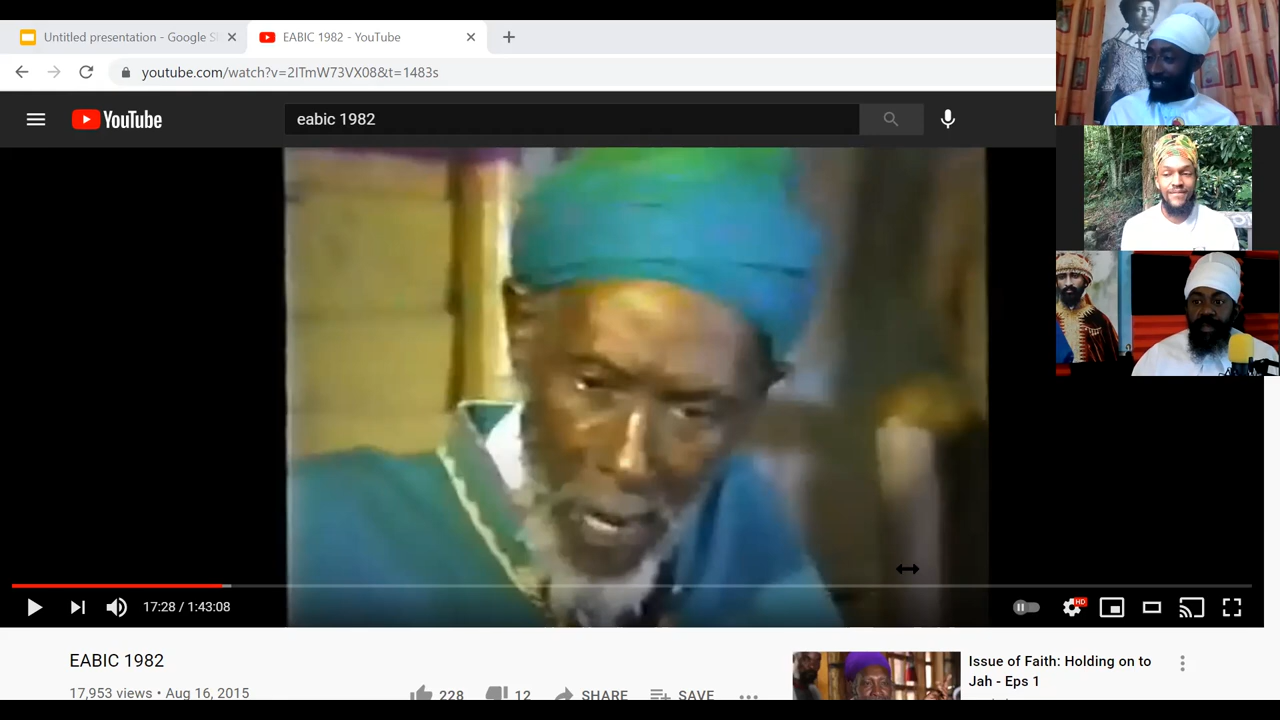 Untitled presentation - Google S
EABIC 1982 - YouTube
youtube.com/watch?v=2ITmW73VX08&t=1483s
YouTube
eabic 1982
17:28 / 1:43:08
HD
EABIC 1982
17,953 views • Aug 16, 2015
228
12
SHARE
SAVE
Issue of Faith: Holding on to
Jah - Eps 1